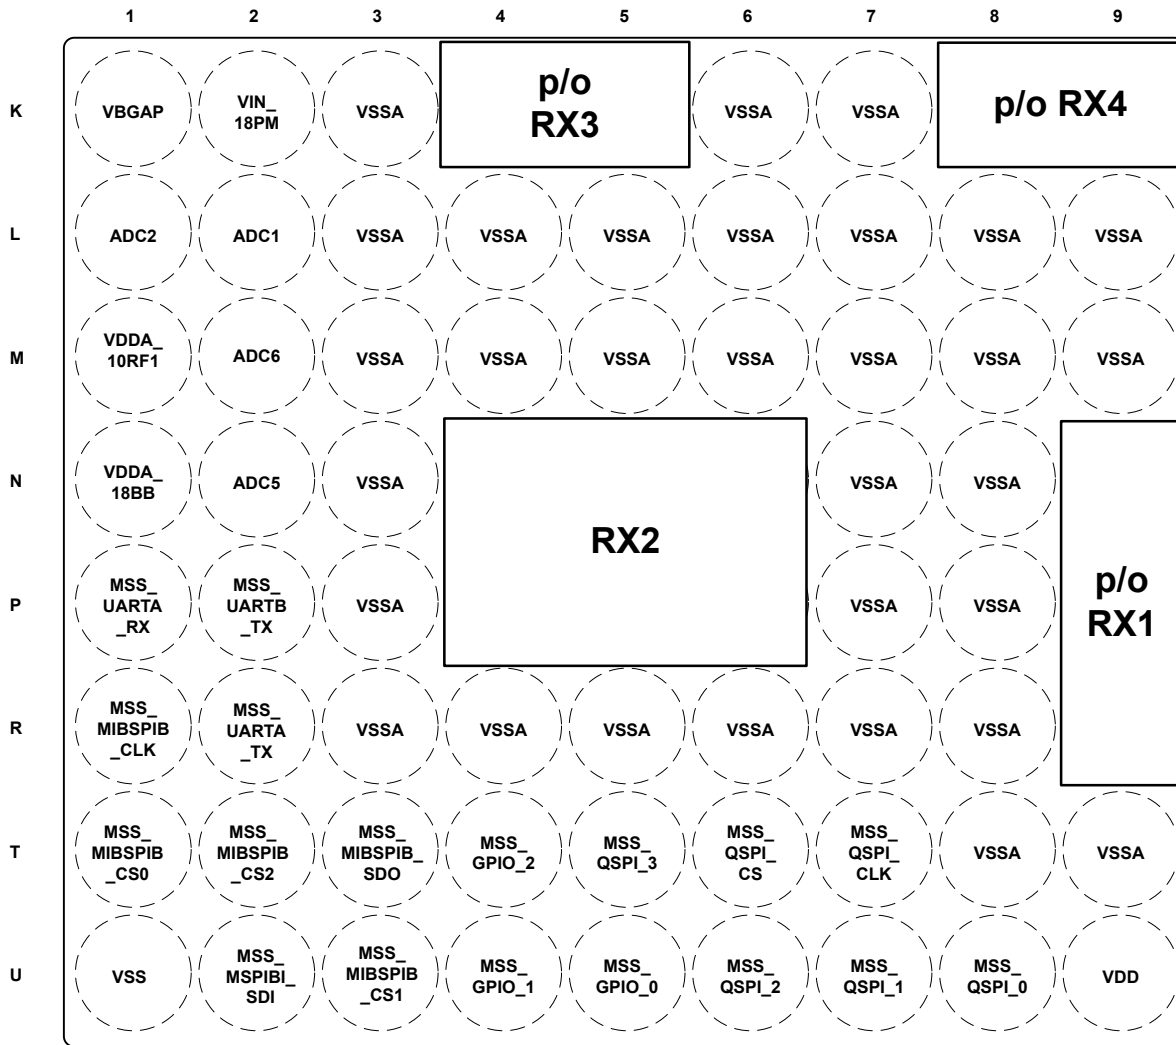 1 2 3 4 5 6 7 8 9
K
VBGAP
VIN_
18PM
VSSA
p/o
RX3
VSSA
VSSA
p/o RX4
L
ADC2
ADC1
VSSA
VSSA
VSSA
VSSA
VSSA
VSSA
VSSA
M
VDDA_
10RF1
ADC6
VSSA
VSSA
VSSA
VSSA
VSSA
VSSA
VSSA
N
VDDA_
18BB
ADC5
VSSA
RX2
VSSA
VSSA
p/o
RX1
P
MSS_
UARTA
_RX
MSS_
UARTB
_TX
VSSA
VSSA
VSSA
R
MSS_
MIBSPIB
_CLK
MSS_
UARTA
_TX
VSSA
VSSA
VSSA
VSSA
VSSA
VSSA
T
MSS_
MIBSPIB
_CS0
MSS_
MIBSPIB
_CS2
MSS_
MIBSPIB_
SDO
MSS_
GPIO_2
MSS_
QSPI_3
MSS_
QSPI_
CS
MSS_
QSPI_
CLK
VSSA
VSSA
U
VSS
MSS_
MSPIBI_
SDI
MSS_
MIBSPIB
_CS1
MSS_
GPIO_1
MSS_
GPIO_0
MSS_
QSPI_2
MSS_
QSPI_1
MSS_
QSPI_0
VDD